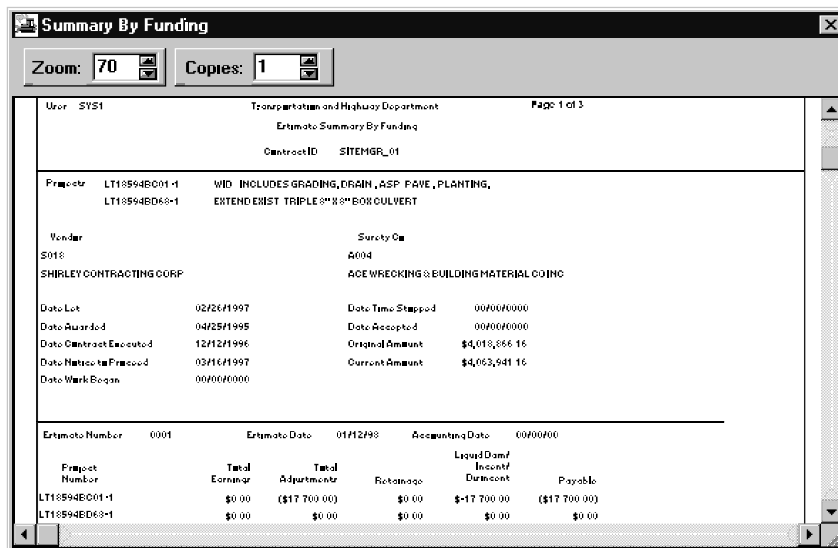 Summary By Funding
Zoom: 70 Copies: 1
User SYS1 Transportation and Highway Department Page 1 of 3
Estimate Summary By Funding
Contract ID SITEMGR_01
Projects LT18594BC01-1 WID INCLUDES GRADING, DRAIN, ASP PAVE, PLANTING,
LT18594BD68-1 EXTEND EXIST TRIPLE 8" X 8" BOX CULVERT
Vendor Surety Co
S018 A004
SHIRLEY CONTRACTING CORP ACE WRECKING & BUILDING MATERIAL CO INC
Date Let 02/26/1997 Date Time Stopped 00/00/0000
Date Awarded 04/25/1995 Date Accepted 00/00/0000
Date Contract Executed 12/12/1996 Original Amount $4,018,866 16
Date Notice to Proceed 03/16/1997 Current Amount $4,063,941 16
Date Work Began 00/00/0000
Estimate Number 0001 Estimate Date 01/12/98 Accounting Date 00/00/00
Liquid Dam/
Project Total Total Incent/
Number Earnings Adjustments Retainage Disincent Payable
LT18594BC01-1 $0 00 ($17 700 00) $0 00 $-17 700 00 ($17 700 00)
LT18594BD68-1 $0 00 $0 00 $0 00 $0 00 $0 00